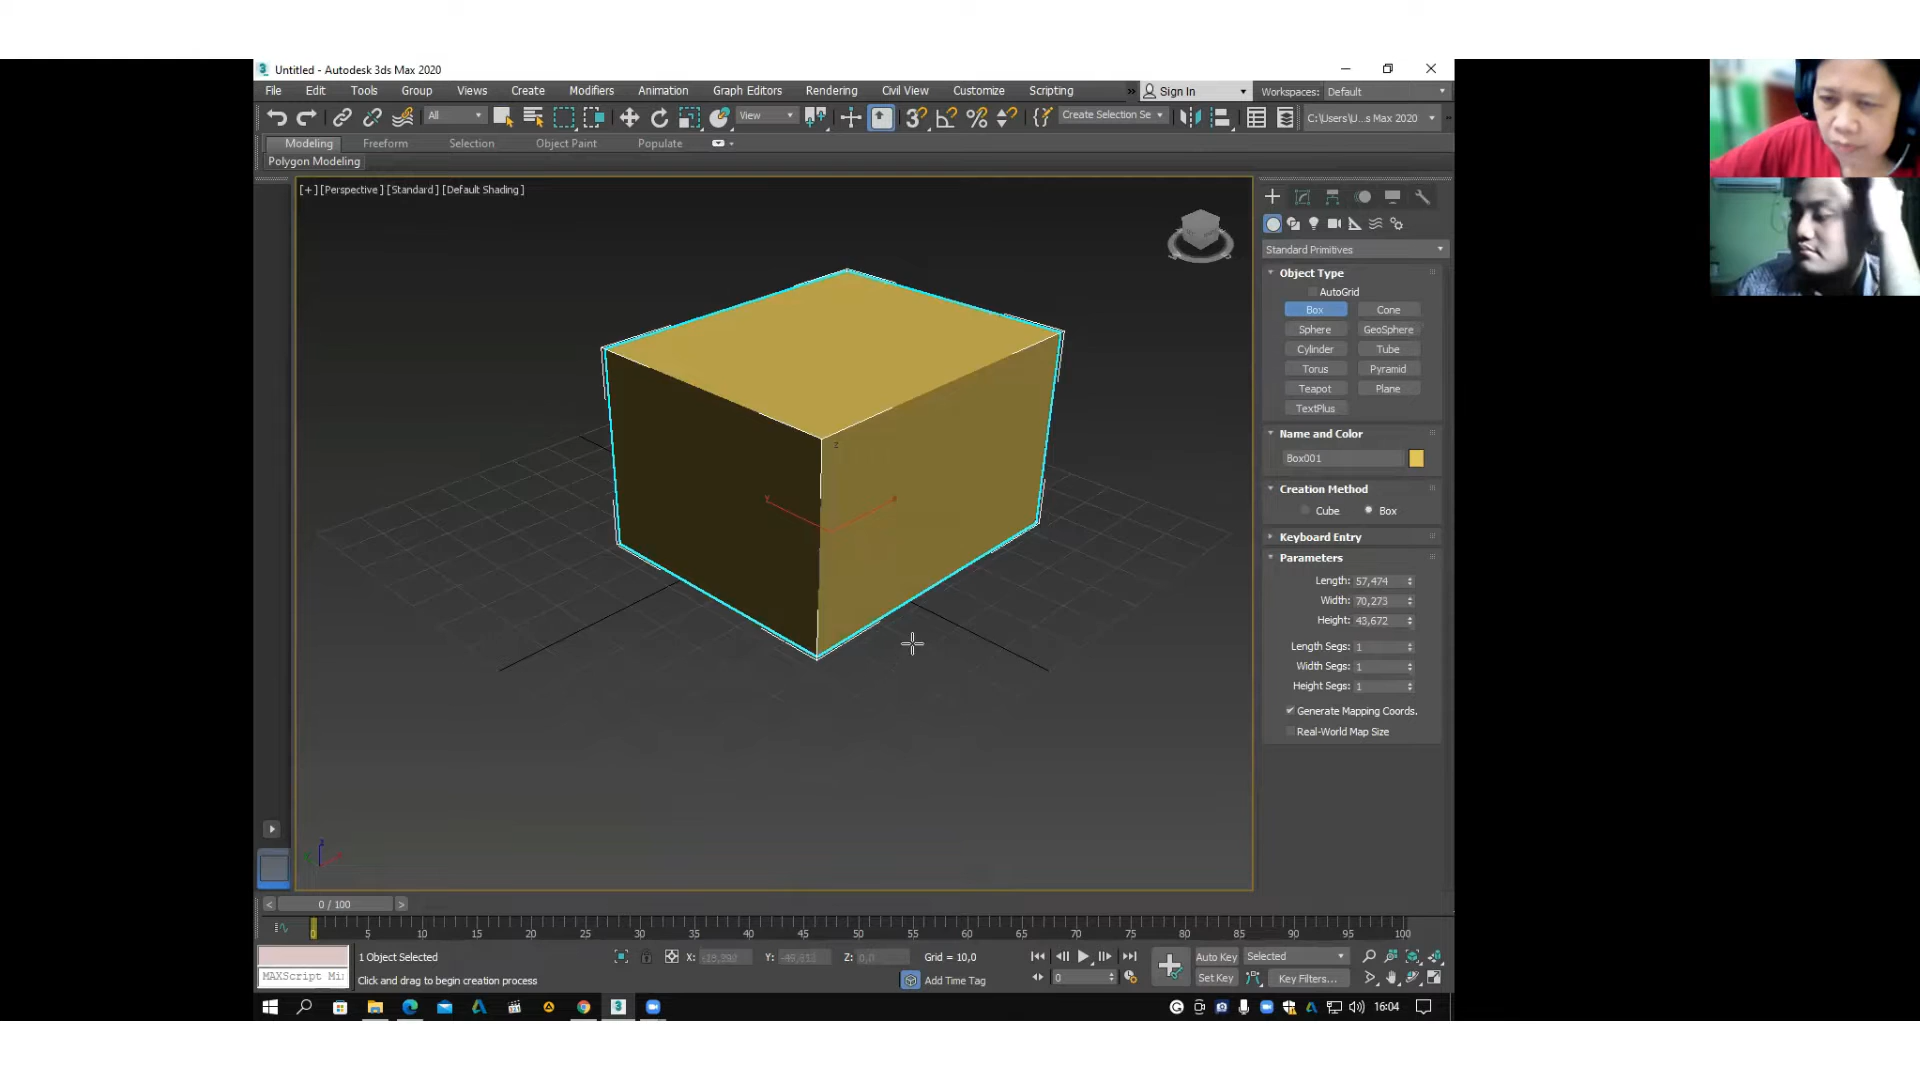 Untitled - Autodesk 3ds Max 2020
File Edit Tools Group Views Create Modifiers Animation Graph Editors Rendering Civil View Customize Scripting » Sign In Workspaces: Default
All View Create Selection Se C:\Users\U...s Max 2020
Modeling Freeform Selection Object Paint Populate
Polygon Modeling
[+] [Perspective] [Standard] [Default Shading]
Standard Primitives
Object Type
AutoGrid
Box Cone
Sphere GeoSphere
Cylinder Tube
Torus Pyramid
Teapot Plane
TextPlus
Name and Color
Box001
Creation Method
Cube Box
Keyboard Entry
Parameters
Length: 57,474
Width: 70,273
Height: 43,672
Length Segs: 1
Width Segs: 1
Height Segs: 1
Generate Mapping Coords.
Real-World Map Size
z
0 / 100
0 5 10 15 20 25 30 35 40 45 50 55 60 65 70 75 80 85 90 95 100
1 Object Selected X: Y: Z: 0,0 Grid = 10,0 Auto Key Selected
MAXScript Mi Click and drag to begin creation process Add Time Tag 0 Set Key Key Filters...
16:04